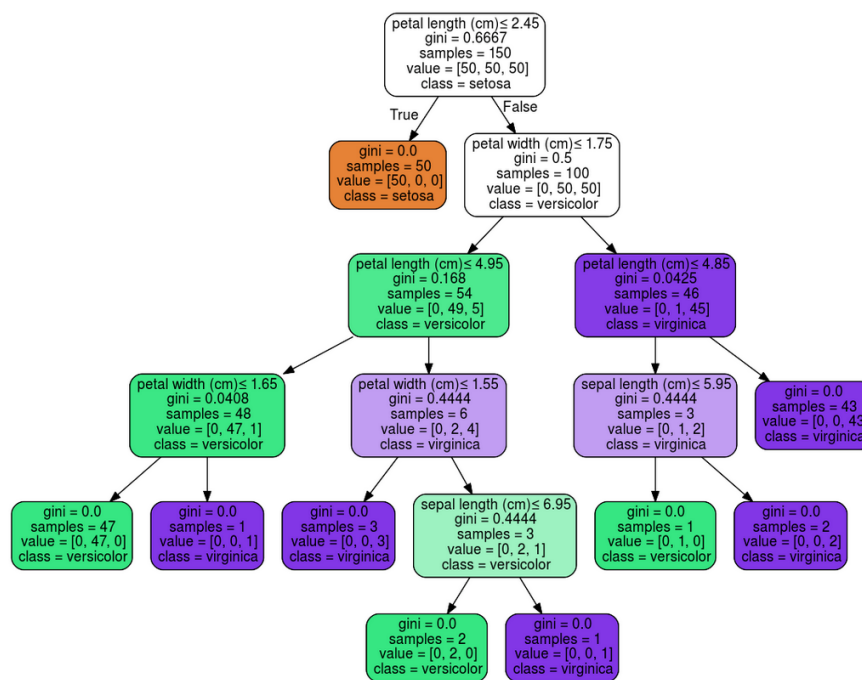 petal length (cm)≤ 2.45
gini = 0.6667
samples = 150
value = [50, 50, 50]
class = setosa
True
False
gini = 0.0
samples = 50
value = [50, 0, 0]
class = setosa
petal width (cm)≤ 1.75
gini = 0.5
samples = 100
value = [0, 50, 50]
class = versicolor
petal length (cm)≤ 4.95
gini = 0.168
samples = 54
value = [0, 49, 5]
class = versicolor
petal length (cm)≤ 4.85
gini = 0.0425
samples = 46
value = [0, 1, 45]
class = virginica
petal width (cm)≤ 1.65
gini = 0.0408
samples = 48
value = [0, 47, 1]
class = versicolor
petal width (cm)≤ 1.55
gini = 0.4444
samples = 6
value = [0, 2, 4]
class = virginica
sepal length (cm)≤ 5.95
gini = 0.4444
samples = 3
value = [0, 1, 2]
class = virginica
gini = 0.0
samples = 43
value = [0, 0, 43
class = virginica
gini = 0.0
samples = 47
value = [0, 47, 0]
class = versicolor
gini = 0.0
samples = 1
value = [0, 0, 1]
class = virginica
gini = 0.0
samples = 3
value = [0, 0, 3]
class = virginica
sepal length (cm)≤ 6.95
gini = 0.4444
samples = 3
value = [0, 2, 1]
class = versicolor
gini = 0.0
samples = 1
value = [0, 1, 0]
class = versicolor
gini = 0.0
samples = 2
value = [0, 0, 2]
class = virginica
gini = 0.0
samples = 2
value = [0, 2, 0]
class = versicolor
gini = 0.0
samples = 1
value = [0, 0, 1]
class = virginica